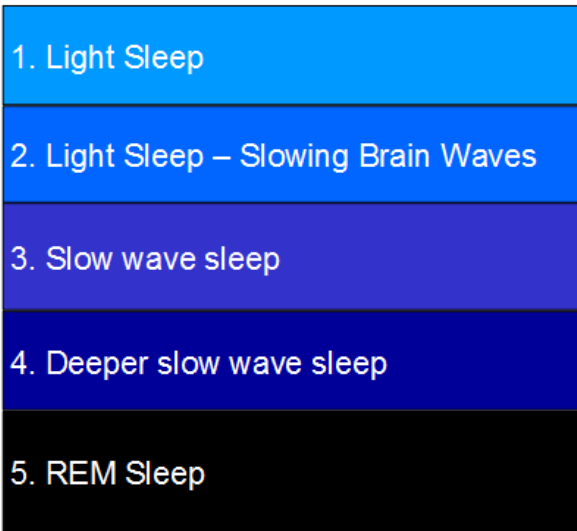 1. Light Sleep
2. Light Sleep – Slowing Brain Waves
3. Slow wave sleep
4. Deeper slow wave sleep
5. REM Sleep